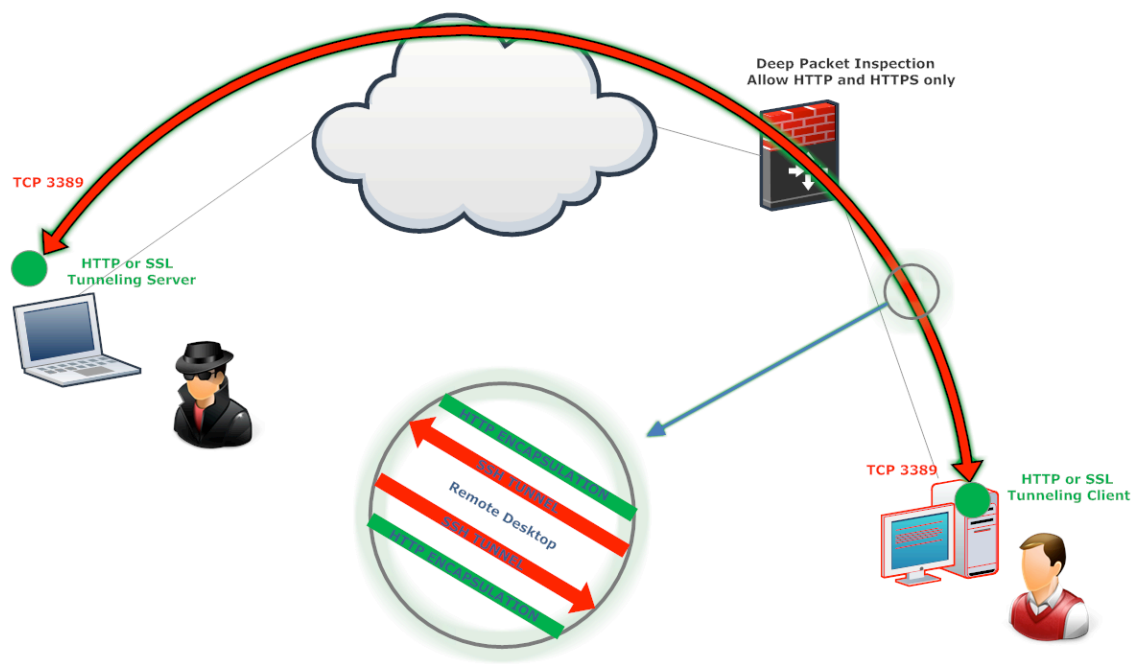 Deep Packet Inspection
Allow HTTP and HTTPS only
TCP 3389
HTTP or SSL
Tunneling Server
HTTP ENCAPSULATION
SSH TUNNEL
Remote Desktop
SSH TUNNEL
HTTP ENCAPSULATION
TCP 3389
HTTP or SSL
Tunneling Client